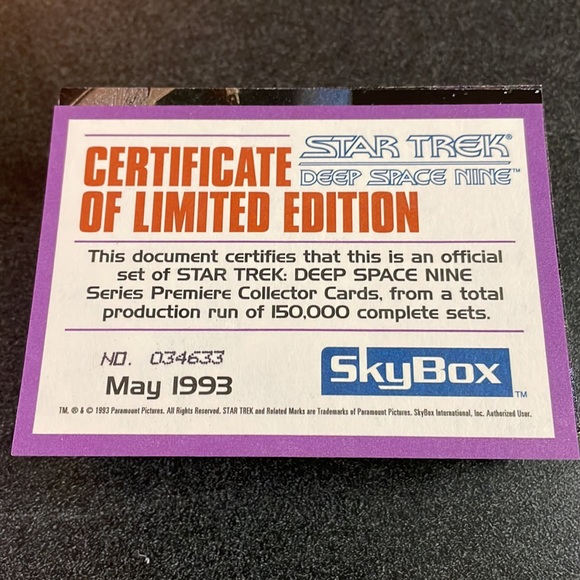 CERTIFICATE
OF LIMITED EDITION
STAR TREK®
DEEP SPACE NINE™
This document certifies that this is an official
set of STAR TREK: DEEP SPACE NINE
Series Premiere Collector Cards, from a total
production run of 150,000 complete sets.
NO. 034633
May 1993
SkyBox™
TM, ® & © 1993 Paramount Pictures. All Rights Reserved. STAR TREK and Related Marks are Trademarks of Paramount Pictures. SkyBox International, Inc. Authorized User.